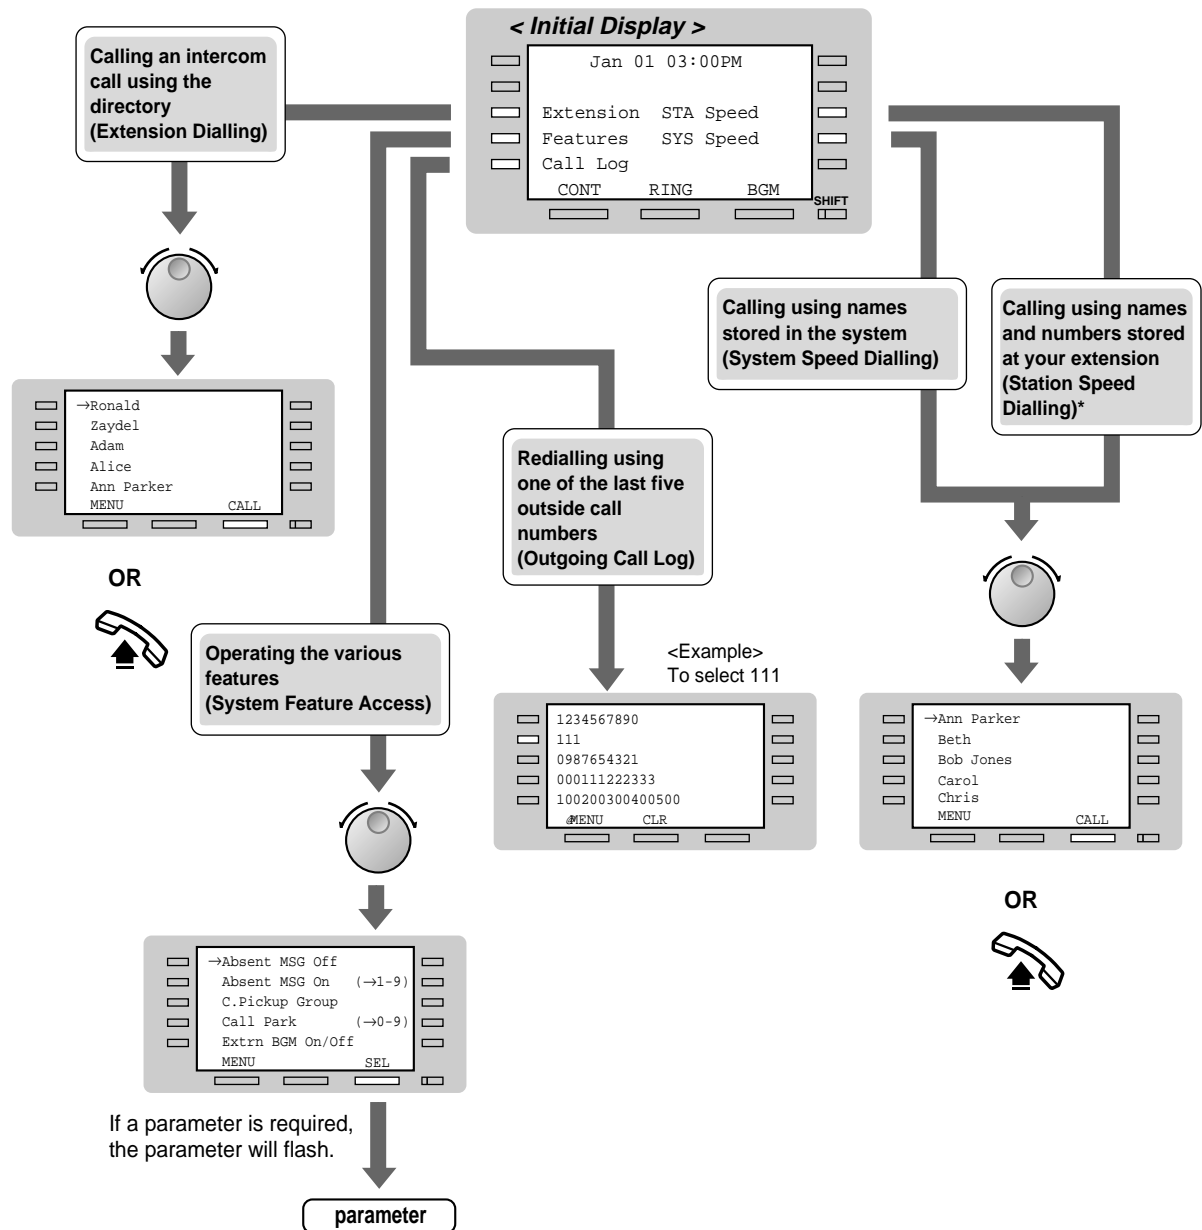 < Initial Display >
Jan 01 03:00PM
Extension STA Speed
Features SYS Speed
Call Log
CONT RING BGM
SHIFT
Calling an intercom
call using the
directory
(Extension Dialling)
→Ronald
Zaydel
Adam
Alice
Ann Parker
MENU CALL
OR
Operating the various
features
(System Feature Access)
→Absent MSG Off
Absent MSG On (→1-9)
C.Pickup Group
Call Park (→0-9)
Extrn BGM On/Off
MENU SEL
If a parameter is required,
the parameter will flash.
parameter
Redialling using
one of the last five
outside call
numbers
(Outgoing Call Log)
<Example>
To select 111
1234567890
111
0987654321
000111222333
100200300400500
MENU CLR
Calling using names
stored in the system
(System Speed Dialling)
Calling using names
and numbers stored
at your extension
(Station Speed
Dialling)*
→Ann Parker
Beth
Bob Jones
Carol
Chris
MENU CALL
OR